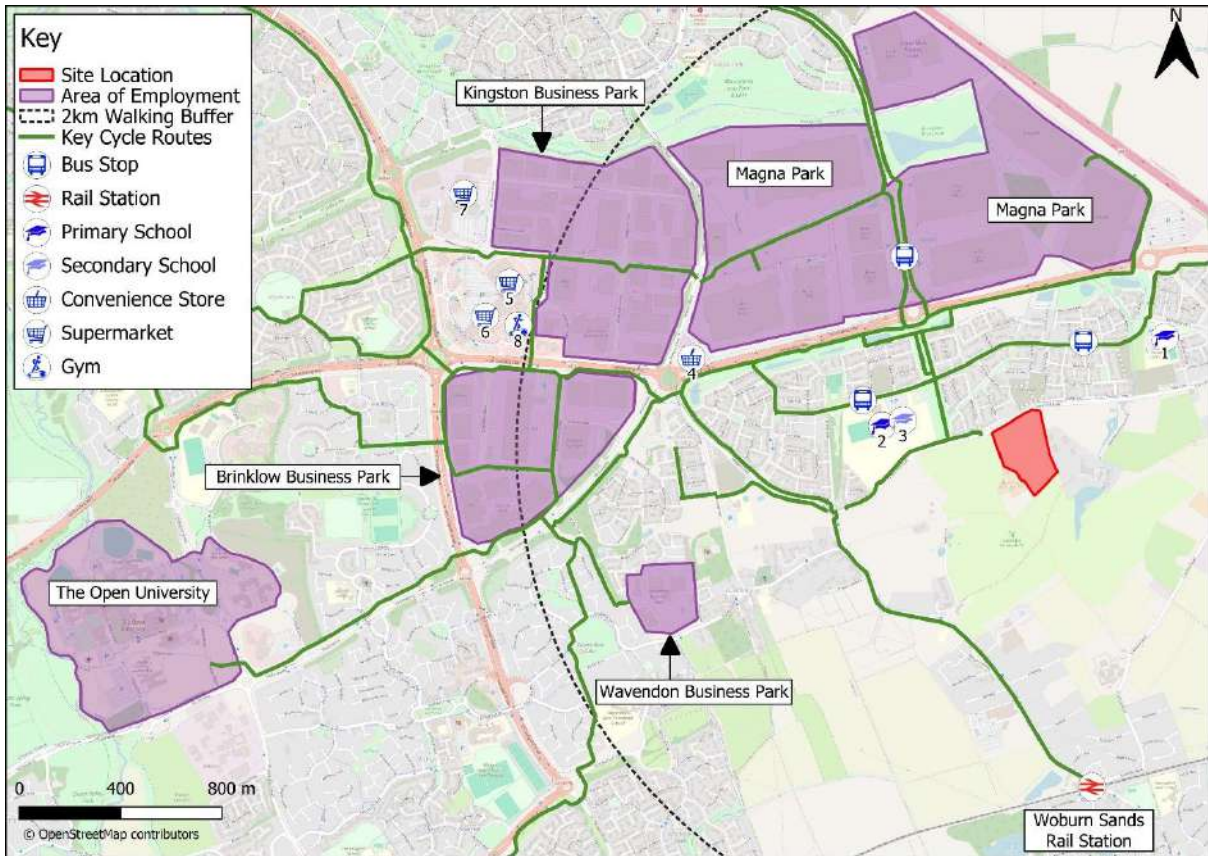 Key
Site Location
Area of Employment
2km Walking Buffer
Key Cycle Routes
Bus Stop
Rail Station
Primary School
Secondary School
Convenience Store
Supermarket
Gym
N
Kingston Business Park
Magna Park
Magna Park
7
5
6
8
4
1
2
3
Brinklow Business Park
The Open University
Wavendon Business Park
0
400
800 m
© OpenStreetMap contributors
Woburn Sands
Rail Station